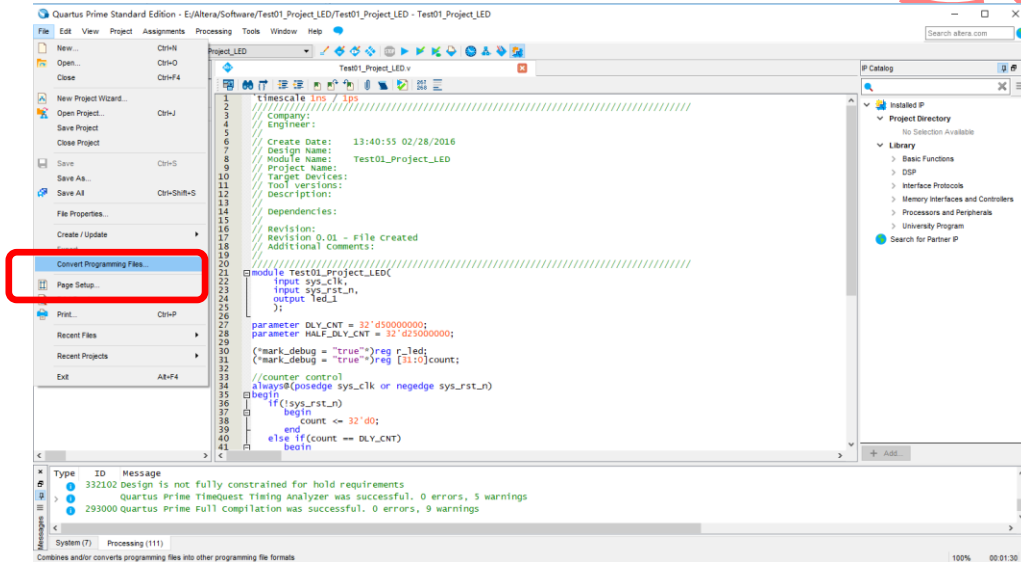 Quartus Prime Standard Edition - E:/Altera/Software/Test01_Project_LED/Test01_Project_LED - Test01_Project_LED
File Edit View Project Assignments Processing Tools Window Help
Search altera.com
New... Ctrl+N
Open... Ctrl+O
Close Ctrl+F4
New Project Wizard...
Open Project... Ctrl+J
Save Project
Close Project
Save Ctrl+S
Save As...
Save All Ctrl+Shift+S
File Properties...
Create / Update
Convert Programming Files...
Page Setup...
Print... Ctrl+P
Recent Files
Recent Projects
Exit Alt+F4
Project_LED
Test01_Project_LED.v
1 `timescale 1ns / 1ps
2 //////////////////////////////////////////////////////////////////////////////////
3 // Company:
4 // Engineer:
5 //
6 // Create Date: 13:40:55 02/28/2016
7 // Design Name:
8 // Module Name: Test01_Project_LED
9 // Project Name:
10 // Target Devices:
11 // Tool versions:
12 // Description:
13 //
14 // Dependencies:
15 //
16 // Revision:
17 // Revision 0.01 - File Created
18 // Additional Comments:
19 //
20 //////////////////////////////////////////////////////////////////////////////////
21 module Test01_Project_LED(
22 input sys_clk,
23 input sys_rst_n,
24 output led_1
25 );
26
27 parameter DLY_CNT = 32'd50000000;
28 parameter HALF_DLY_CNT = 32'd25000000;
29
30 (*mark_debug = "true"*)reg r_led;
31 (*mark_debug = "true"*)reg [31:0]count;
32
33 //counter control
34 always@(posedge sys_clk or negedge sys_rst_n)
35 begin
36 if(!sys_rst_n)
37 begin
38 count <= 32'd0;
39 end
40 else if(count == DLY_CNT)
41 begin
IP Catalog
Installed IP
Project Directory
No Selection Available
Library
Basic Functions
DSP
Interface Protocols
Memory Interfaces and Controllers
Processors and Peripherals
University Program
Search for Partner IP
+ Add...
Messages
Type ID Message
332102 Design is not fully constrained for hold requirements
Quartus Prime TimeQuest Timing Analyzer was successful. 0 errors, 5 warnings
293000 Quartus Prime Full Compilation was successful. 0 errors, 9 warnings
System (7) Processing (111)
Combines and/or converts programming files into other programming file formats
100% 00:01:30